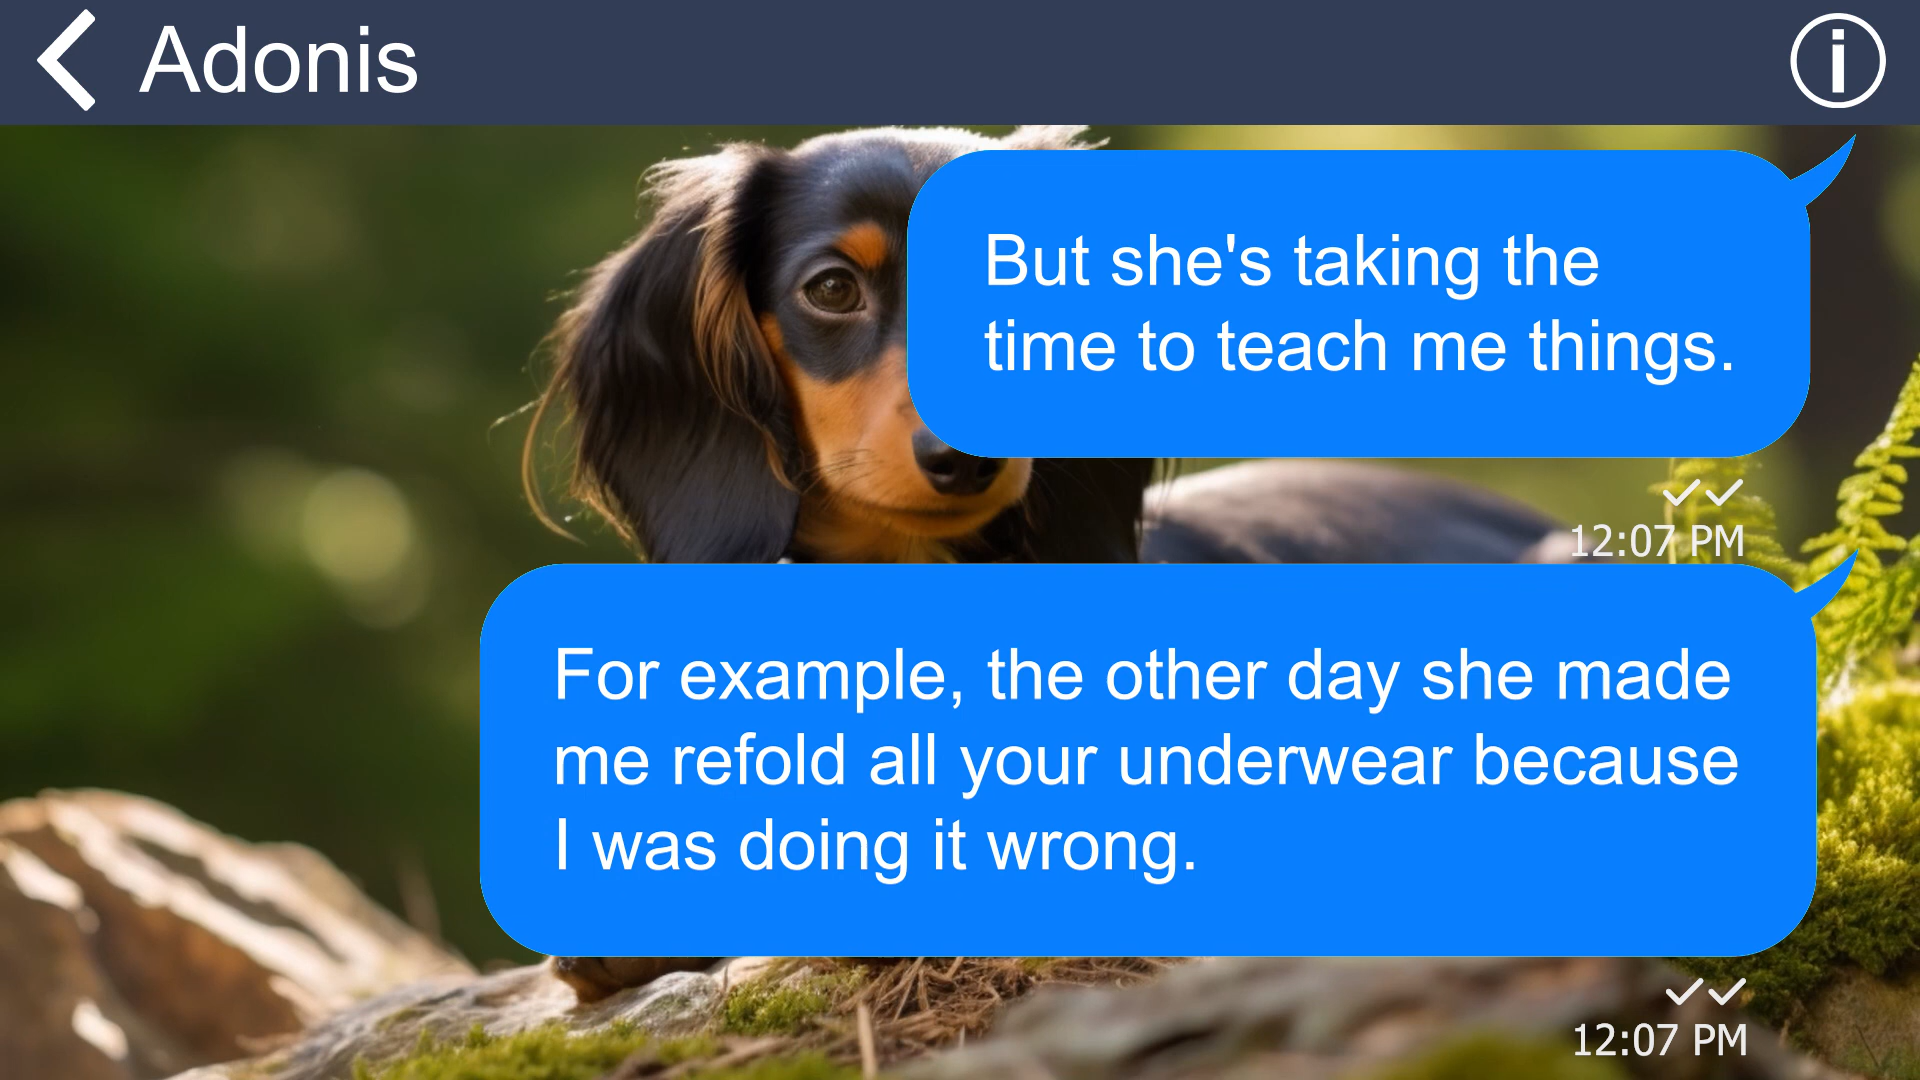 Adonis
But she's taking the
time to teach me things.
12:07 PM
For example, the other day she made
me refold all your underwear because
I was doing it wrong.
12:07 PM